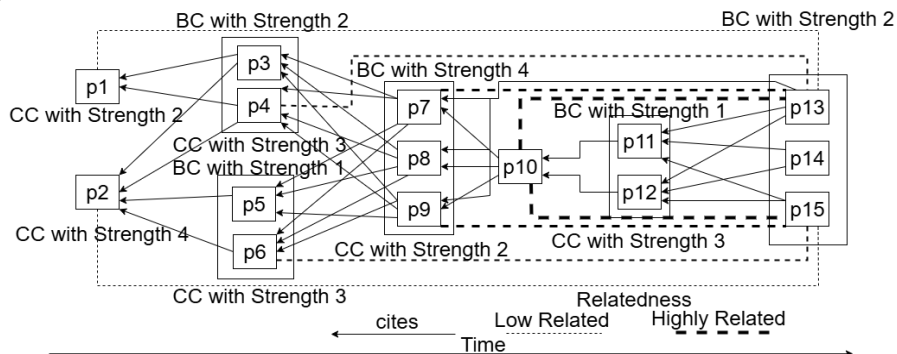 BC with Strength 2
BC with Strength 2
p3
BC with Strength 4
p1
p4
p7
p13
CC with Strength 2
BC with Strength 1
p11
CC with Strength 3
p8
p14
BC with Strength 1
p10
p2
p5
p12
p9
p15
CC with Strength 4
p6
CC with Strength 2
CC with Strength 3
CC with Strength 3
Relatedness
cites
Low Related
Highly Related
Time